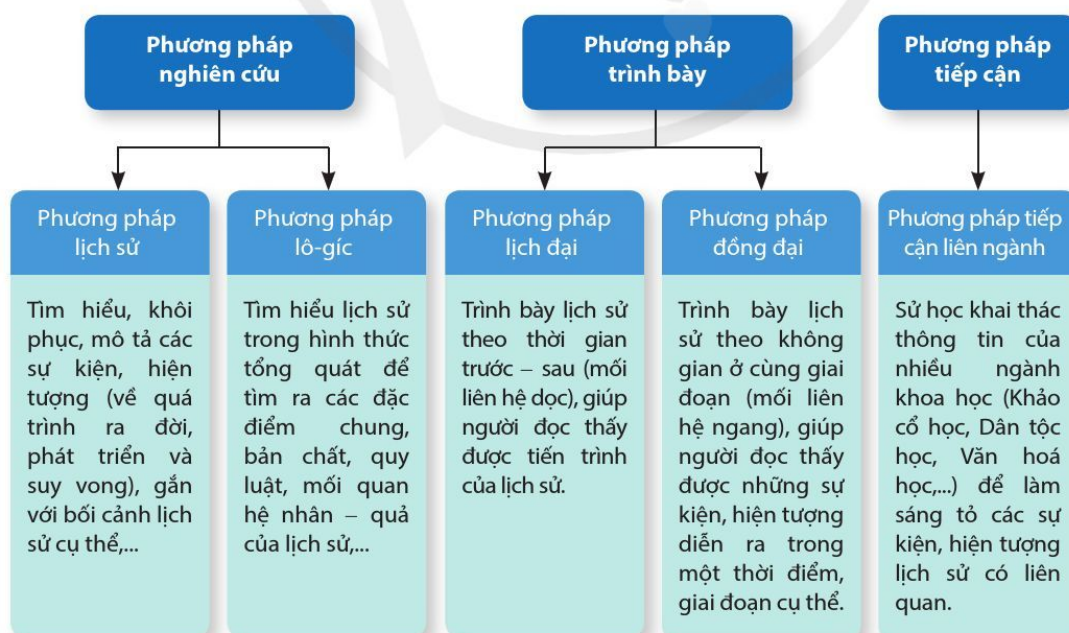 Phương pháp
nghiên cứu
Phương pháp
trình bày
Phương pháp
tiếp cận
Phương pháp
lịch sử
Tìm hiểu, khôi
phục, mô tả các
sự kiện, hiện
tượng (về quá
trình ra đời,
phát triển và
suy vong), gắn
với bối cảnh lịch
sử cụ thể,...
Phương pháp
lô-gíc
Tìm hiểu lịch sử
trong hình thức
tổng quát để
tìm ra các đặc
điểm chung,
bản chất, quy
luật, mối quan
hệ nhân – quả
của lịch sử,...
Phương pháp
lịch đại
Trình bày lịch sử
theo thời gian
trước – sau (mối
liên hệ dọc), giúp
người đọc thấy
được tiến trình
của lịch sử.
Phương pháp
đồng đại
Trình bày lịch
sử theo không
gian ở cùng giai
đoạn (mối liên
hệ ngang), giúp
người đọc thấy
được những sự
kiện, hiện tượng
diễn ra trong
một thời điểm,
giai đoạn cụ thể.
Phương pháp tiếp
cận liên ngành
Sử học khai thác
thông tin của
nhiều ngành
khoa học (Khảo
cổ học, Dân tộc
học, Văn hoá
học,...) để làm
sáng tỏ các sự
kiện, hiện tượng
lịch sử có liên
quan.